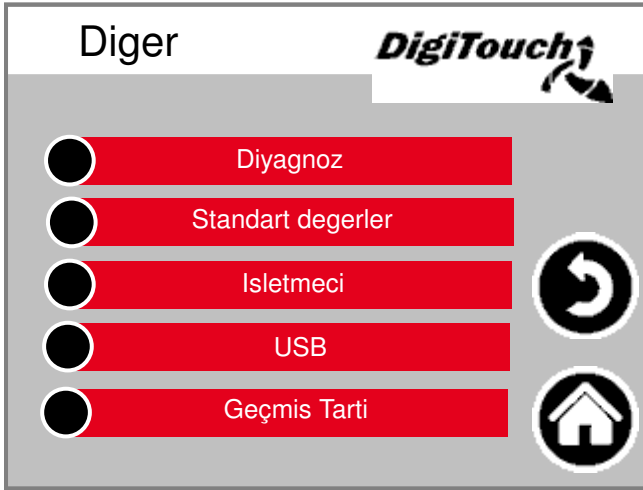 Diger
DigiTouch
Diyagnoz
Standart degerler
Isletmeci
USB
Geçmis Tarti